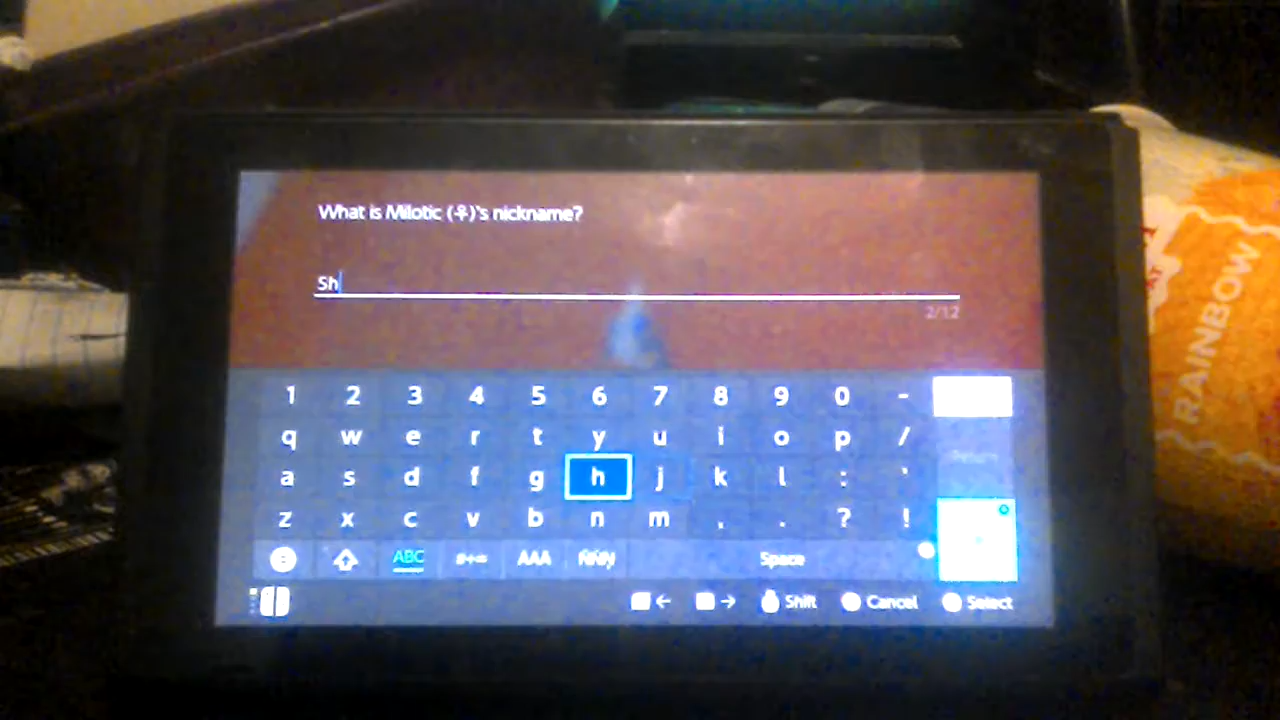 What is Milotic (♀)'s nickname?
Sh
2/12
1 2 3 4 5 6 7 8 9 0 -
q w e r t y u i o p /
Return
a s d f g h j k l : '
z x c v b n m , . ? !
ABC #+= AAA Space
← → Shift Cancel Select
RAINBOW